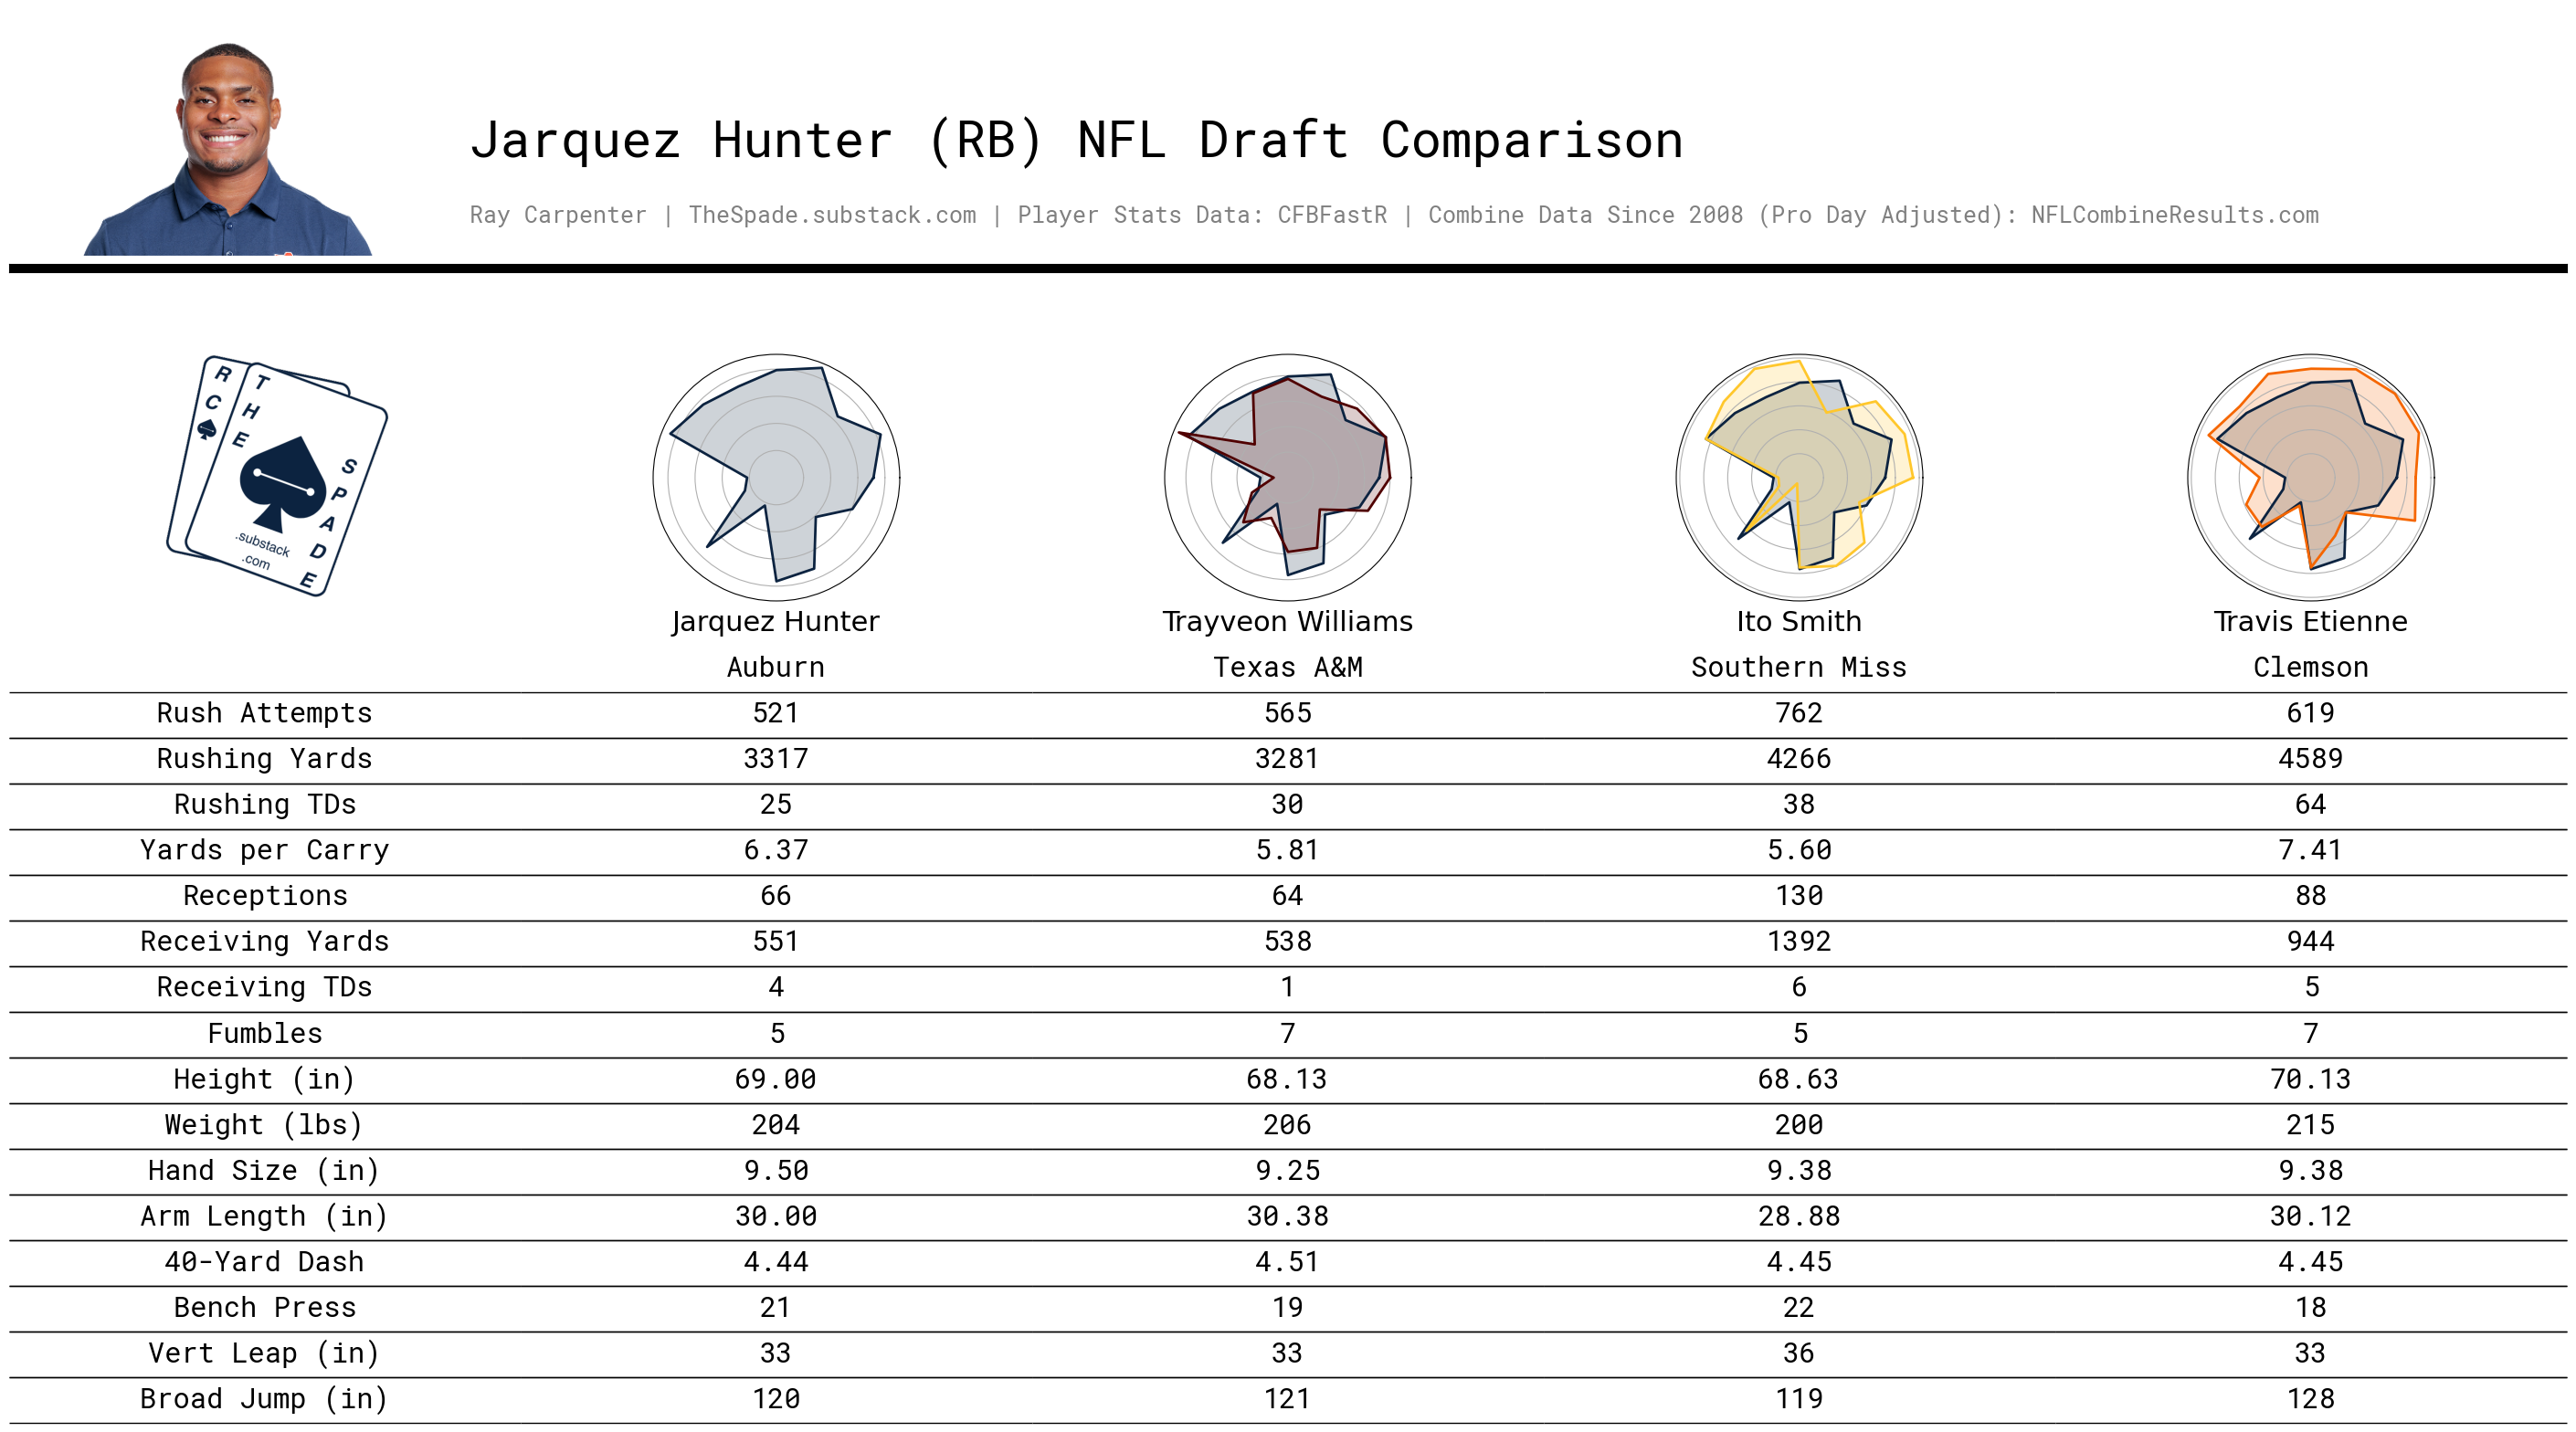 Jarquez Hunter (RB) NFL Draft Comparison
Ray Carpenter | TheSpade.substack.com | Player Stats Data: CFBFastR | Combine Data Since 2008 (Pro Day Adjusted): NFLCombineResults.com
R C
THE SPADE
.substack
.com
Jarquez Hunter Trayveon Williams Ito Smith Travis Etienne
Auburn Texas A&M Southern Miss Clemson
Rush Attempts 521 565 762 619
Rushing Yards 3317 3281 4266 4589
Rushing TDs 25 30 38 64
Yards per Carry 6.37 5.81 5.60 7.41
Receptions 66 64 130 88
Receiving Yards 551 538 1392 944
Receiving TDs 4 1 6 5
Fumbles 5 7 5 7
Height (in) 69.00 68.13 68.63 70.13
Weight (lbs) 204 206 200 215
Hand Size (in) 9.50 9.25 9.38 9.38
Arm Length (in) 30.00 30.38 28.88 30.12
40-Yard Dash 4.44 4.51 4.45 4.45
Bench Press 21 19 22 18
Vert Leap (in) 33 33 36 33
Broad Jump (in) 120 121 119 128